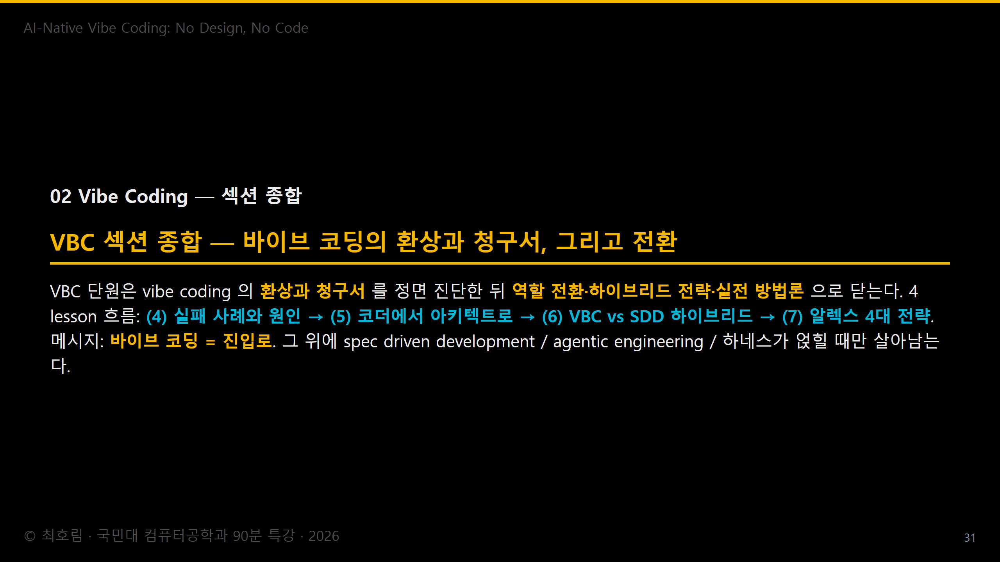 AI-Native Vibe Coding: No Design, No Code
02 Vibe Coding — 섹션 종합
VBC 섹션 종합 — 바이브 코딩의 환상과 청구서, 그리고 전환
VBC 단원은 vibe coding 의 환상과 청구서 를 정면 진단한 뒤 역할 전환·하이브리드 전략·실전 방법론 으로 닫는다. 4
lesson 흐름: (4) 실패 사례와 원인 → (5) 코더에서 아키텍트로 → (6) VBC vs SDD 하이브리드 → (7) 알렉스 4대 전략.
메시지: 바이브 코딩 = 진입로. 그 위에 spec driven development / agentic engineering / 하네스가 얹힐 때만 살아남는
다.
© 최호림 · 국민대 컴퓨터공학과 90분 특강 · 2026
31